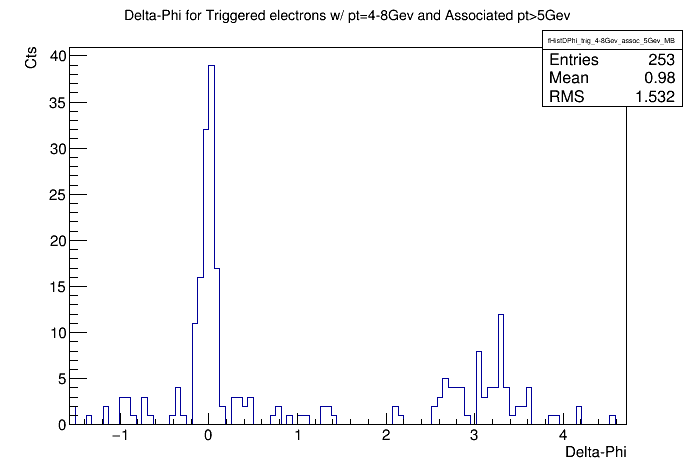 Delta-Phi for Triggered electrons w/ pt=4-8Gev and Associated pt>5Gev
fHistDPhi_trig_4-8Gev_assoc_5Gev_MB
Entries 253
Mean 0.98
RMS 1.532
Cts
40
35
30
25
20
15
10
5
0
−1 0 1 2 3 4
Delta-Phi